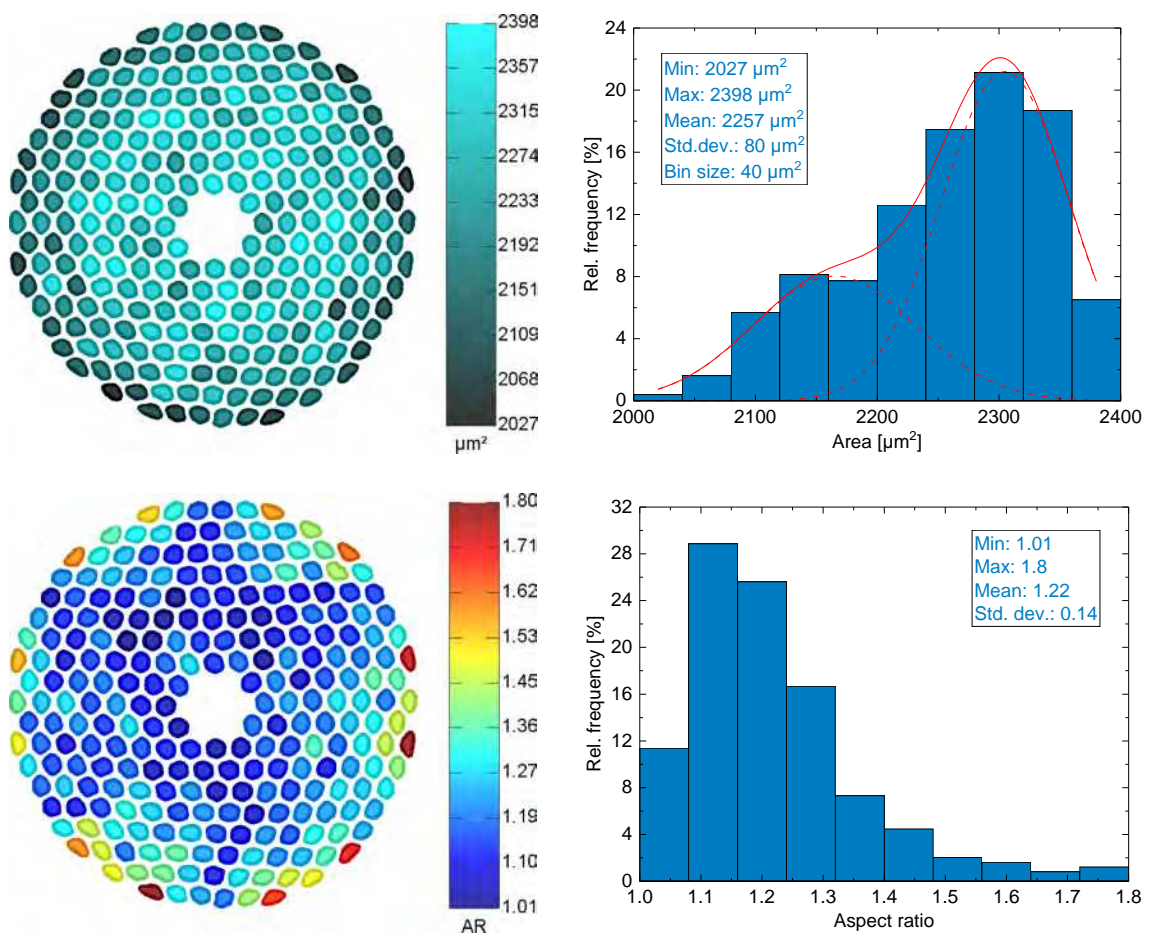 2398
2357
2315
2274
2233
2192
2151
2109
2068
2027
µm²
24
20
16
12
8
4
0
Rel. frequency [%]
Min: 2027 µm²
Max: 2398 µm²
Mean: 2257 µm²
Std.dev.: 80 µm²
Bin size: 40 µm²
2000 2100 2200 2300 2400
Area [µm²]
1.80
1.71
1.62
1.53
1.45
1.36
1.27
1.19
1.10
1.01
AR
32
28
24
20
16
12
8
4
0
Rel. frequency [%]
Min: 1.01
Max: 1.8
Mean: 1.22
Std. dev.: 0.14
1.0 1.1 1.2 1.3 1.4 1.5 1.6 1.7 1.8
Aspect ratio